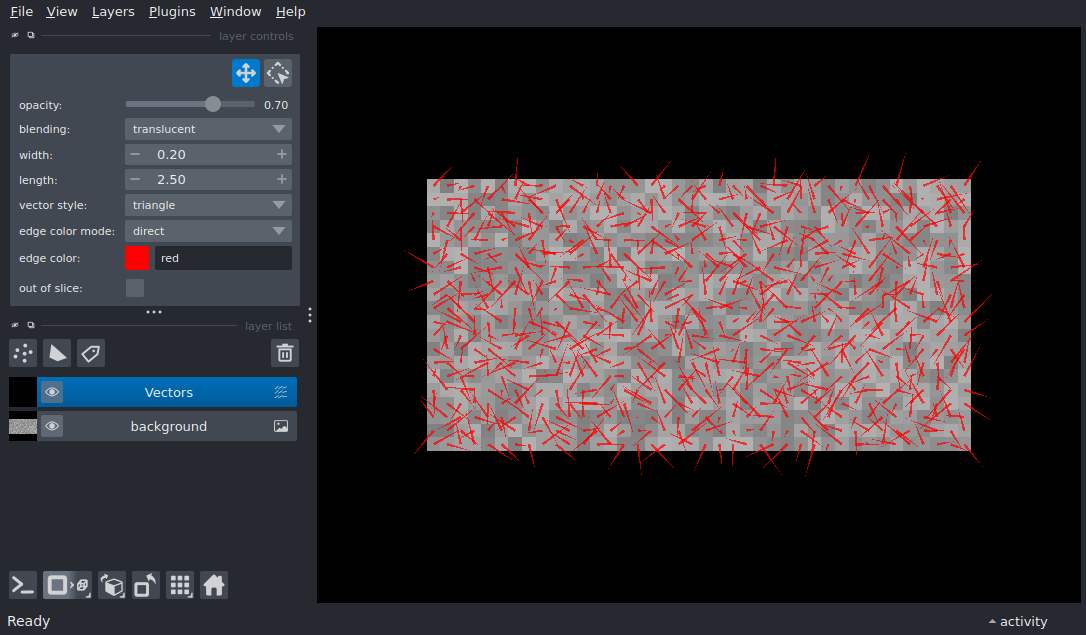 File View Layers Plugins Window Help
layer controls
opacity: 0.70
blending: translucent
width: 0.20
length: 2.50
vector style: triangle
edge color mode: direct
edge color: red
out of slice:
layer list
Vectors
background
Ready
activity